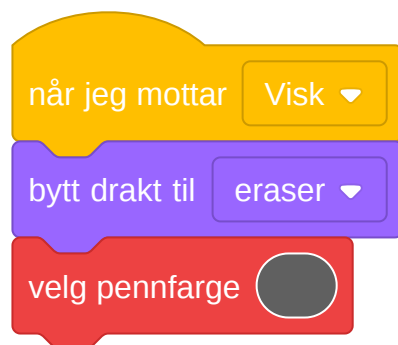 når jeg mottar Visk
bytt drakt til eraser
velg pennfarge